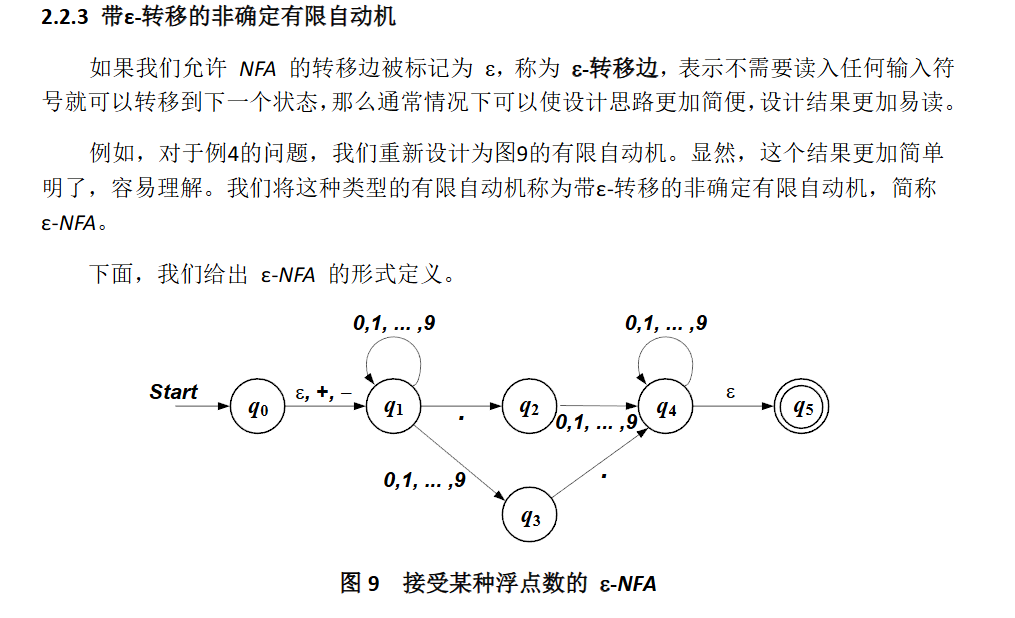 2.2.3 带ε-转移的非确定有限自动机
如果我们允许 NFA 的转移边被标记为 ε，称为 ε-转移边，表示不需要读入任何输入符
号就可以转移到下一个状态，那么通常情况下可以使设计思路更加简便，设计结果更加易读。
例如，对于例4的问题，我们重新设计为图9的有限自动机。显然，这个结果更加简单
明了，容易理解。我们将这种类型的有限自动机称为带ε-转移的非确定有限自动机，简称
ε-NFA。
下面，我们给出 ε-NFA 的形式定义。
0,1, ... ,9
0,1, ... ,9
Start
q0
ε, +, −
q1
.
q2
0,1, ... ,9
q4
ε
q5
0,1, ... ,9
.
q3
图 9 接受某种浮点数的 ε-NFA